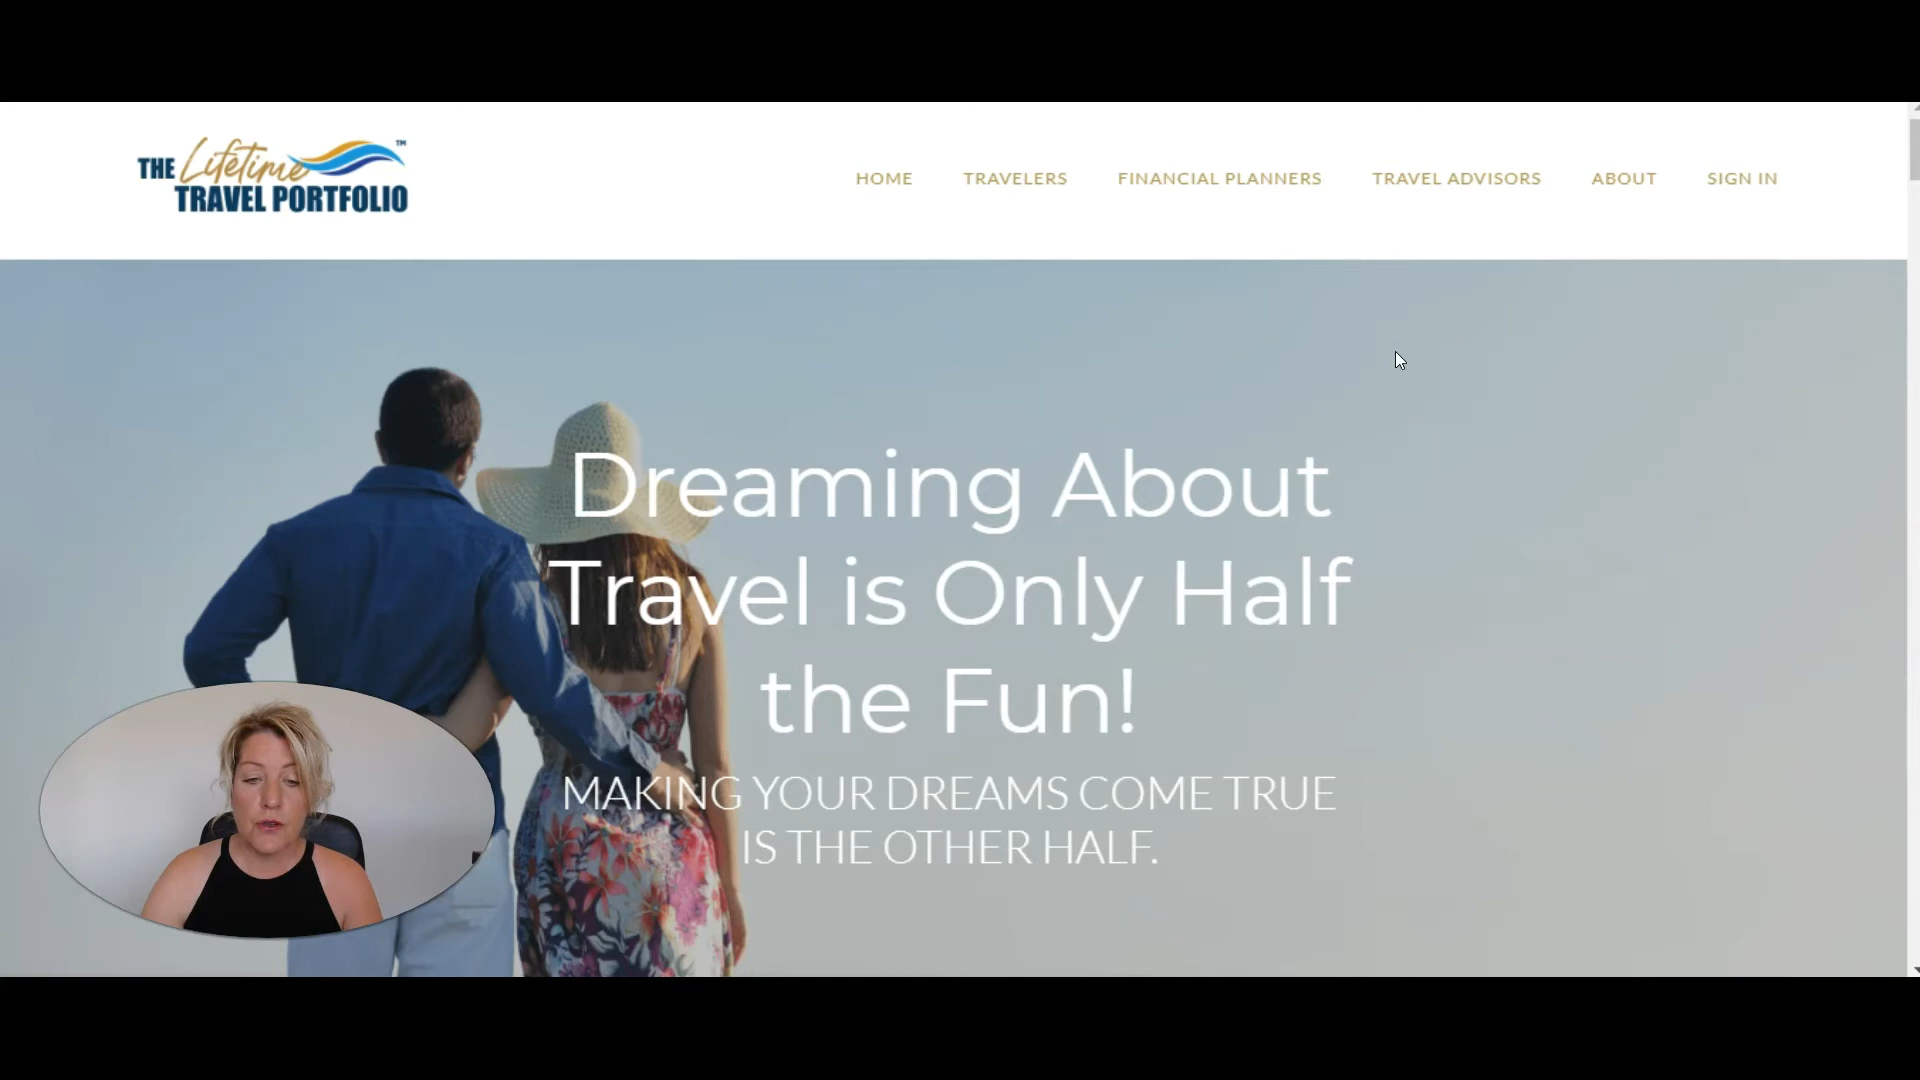 THE Lifetime ™
TRAVEL PORTFOLIO
HOME TRAVELERS FINANCIAL PLANNERS TRAVEL ADVISORS ABOUT SIGN IN
Dreaming About
Travel is Only Half
the Fun!
MAKING YOUR DREAMS COME TRUE
IS THE OTHER HALF.